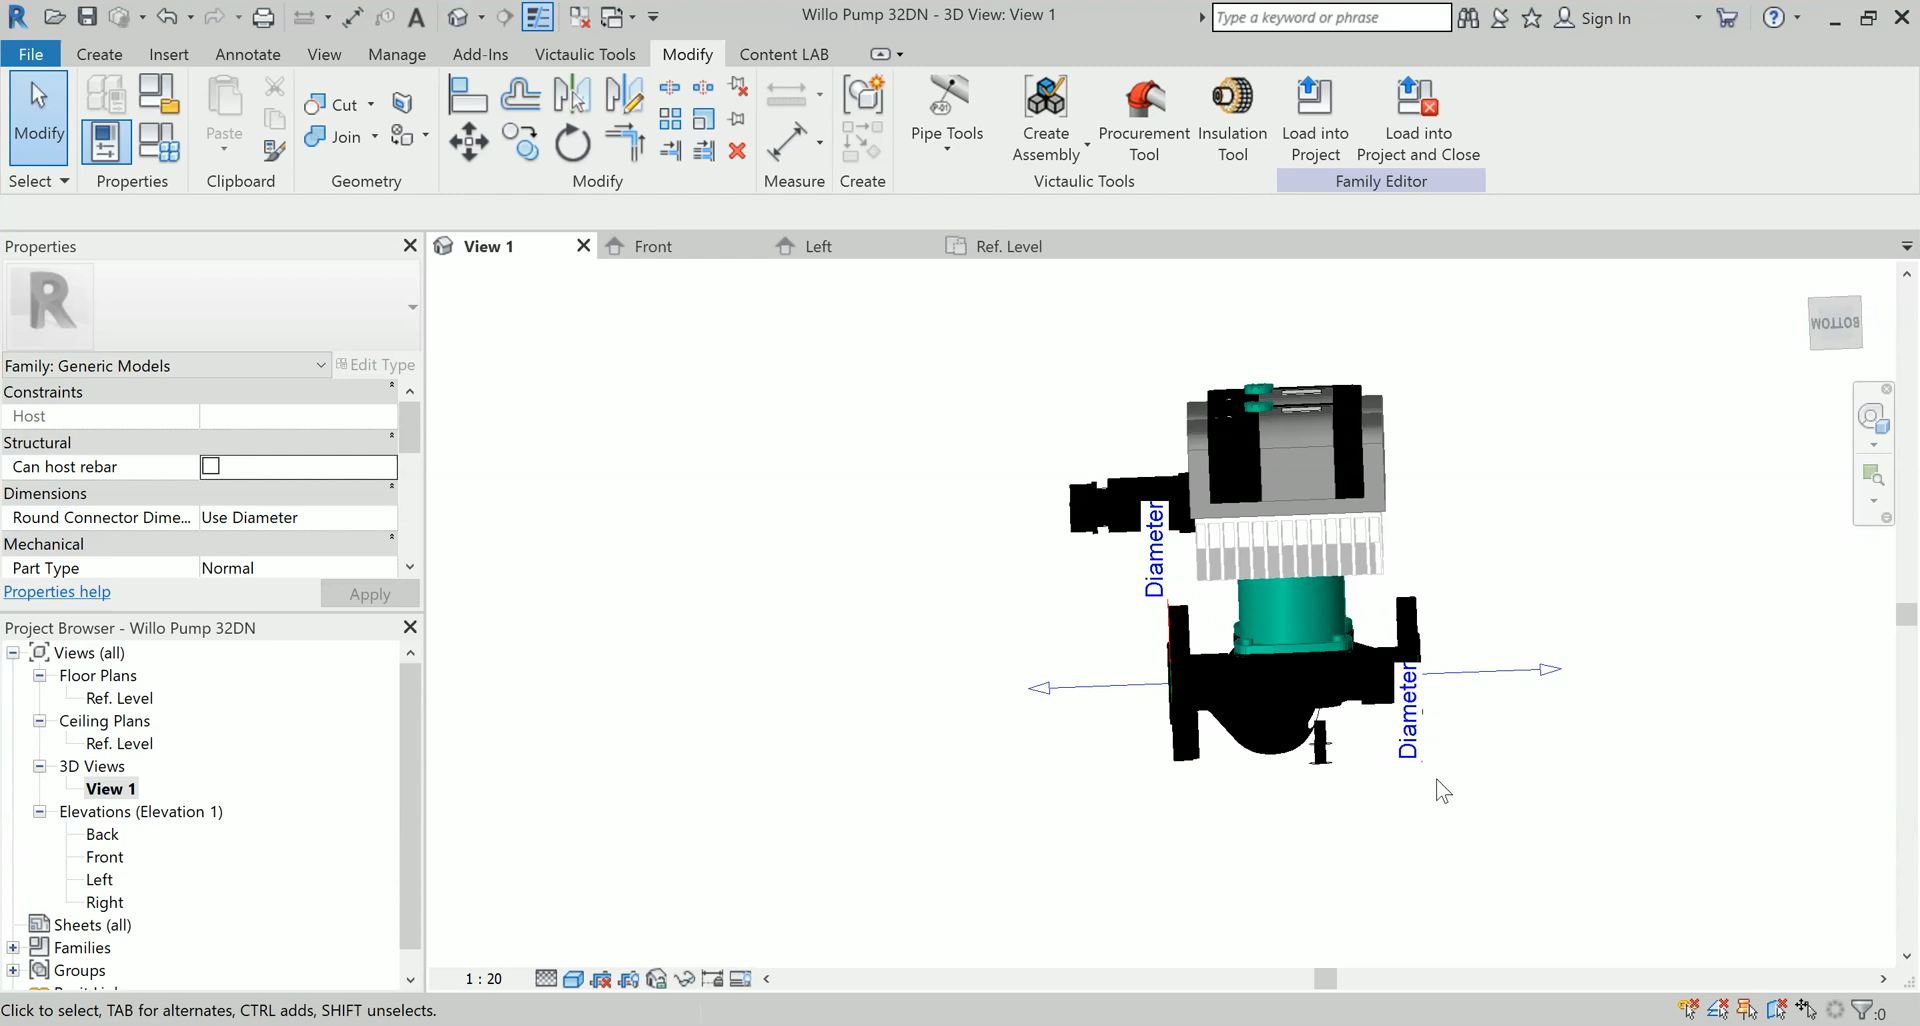 Willo Pump 32DN - 3D View: View 1
Type a keyword or phrase
Sign In
File
Create
Insert
Annotate
View
Manage
Add-Ins
Victaulic Tools
Modify
Content LAB
Modify
Paste
Cut
Join
Pipe Tools
Create
Assembly
Procurement
Tool
Insulation
Tool
Load into
Project
Load into
Project and Close
Select
Properties
Clipboard
Geometry
Modify
Measure
Create
Victaulic Tools
Family Editor
Properties
View 1
Front
Left
Ref. Level
R
Family: Generic Models
Edit Type
Constraints
Host
Structural
Can host rebar
Dimensions
Round Connector Dime... Use Diameter
Mechanical
Part Type Normal
Properties help
Apply
Project Browser - Willo Pump 32DN
Views (all)
Floor Plans
Ref. Level
Ceiling Plans
Ref. Level
3D Views
View 1
Elevations (Elevation 1)
Back
Front
Left
Right
Sheets (all)
Families
Groups
BOTTOM
Diameter
Diameter
1 : 20
Click to select, TAB for alternates, CTRL adds, SHIFT unselects.
:0